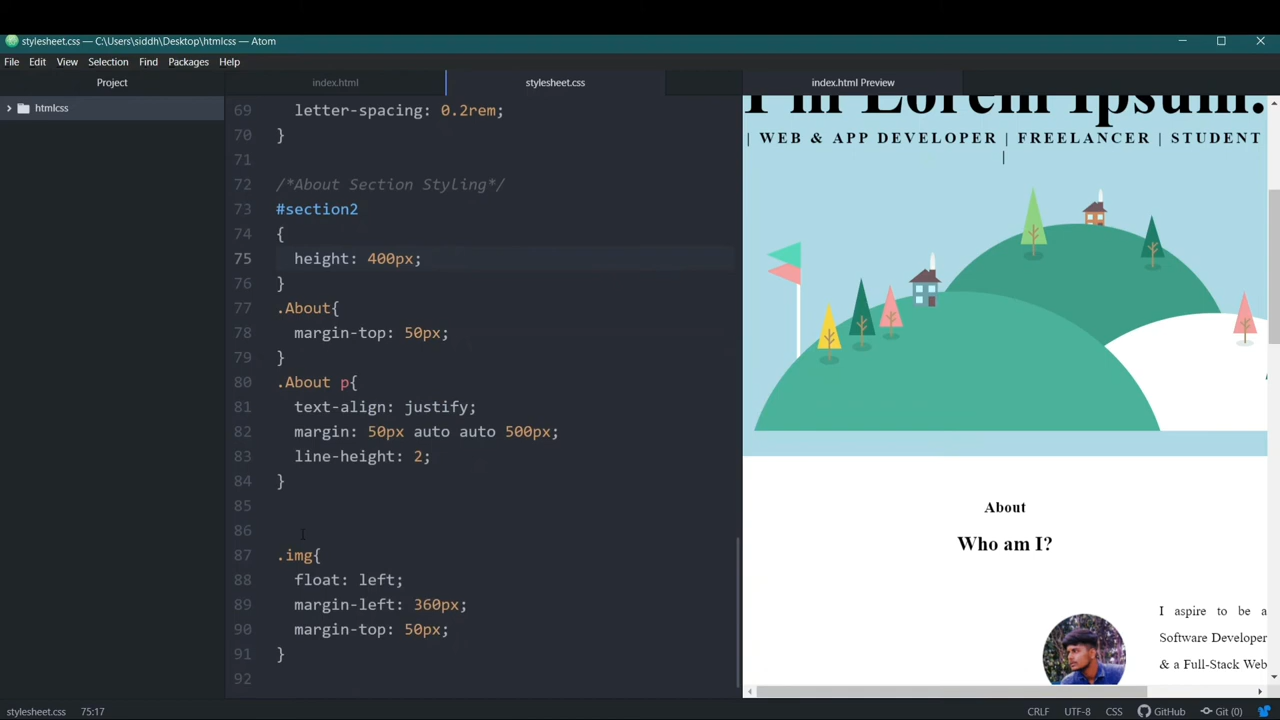 stylesheet.css — C:\Users\siddh\Desktop\htmlcss — Atom
File Edit View Selection Find Packages Help
Project
htmlcss
index.html
stylesheet.css
index.html Preview
69 letter-spacing: 0.2rem;
70 }
71
72 /*About Section Styling*/
73 #section2
74 {
75 height: 400px;
76 }
77 .About{
78 margin-top: 50px;
79 }
80 .About p{
81 text-align: justify;
82 margin: 50px auto auto 500px;
83 line-height: 2;
84 }
85
86
87 .img{
88 float: left;
89 margin-left: 360px;
90 margin-top: 50px;
91 }
92
I'm Lorem Ipsum.
| WEB & APP DEVELOPER | FREELANCER | STUDENT
|
About
Who am I?
I aspire to be a
Software Developer
& a Full-Stack Web
stylesheet.css 75:17
CRLF UTF-8 CSS GitHub Git (0)